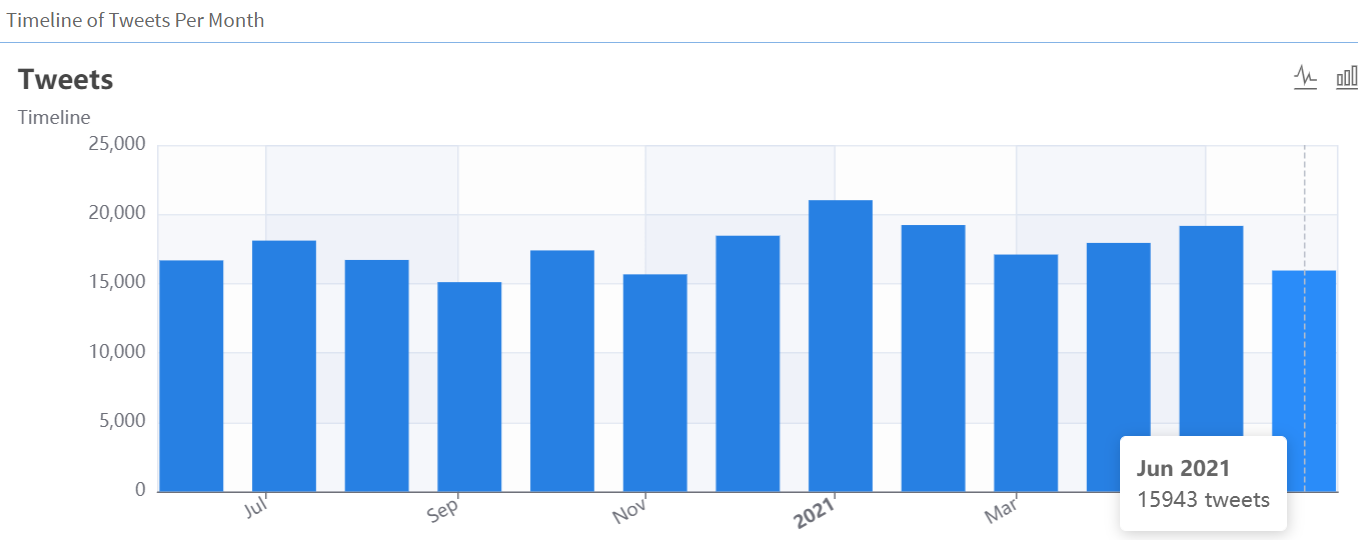 Timeline of Tweets Per Month
Tweets
Timeline
25,000
20,000
15,000
10,000
5,000
0
Jul
Sep
Nov
2021
Mar
Jun 2021
15943 tweets